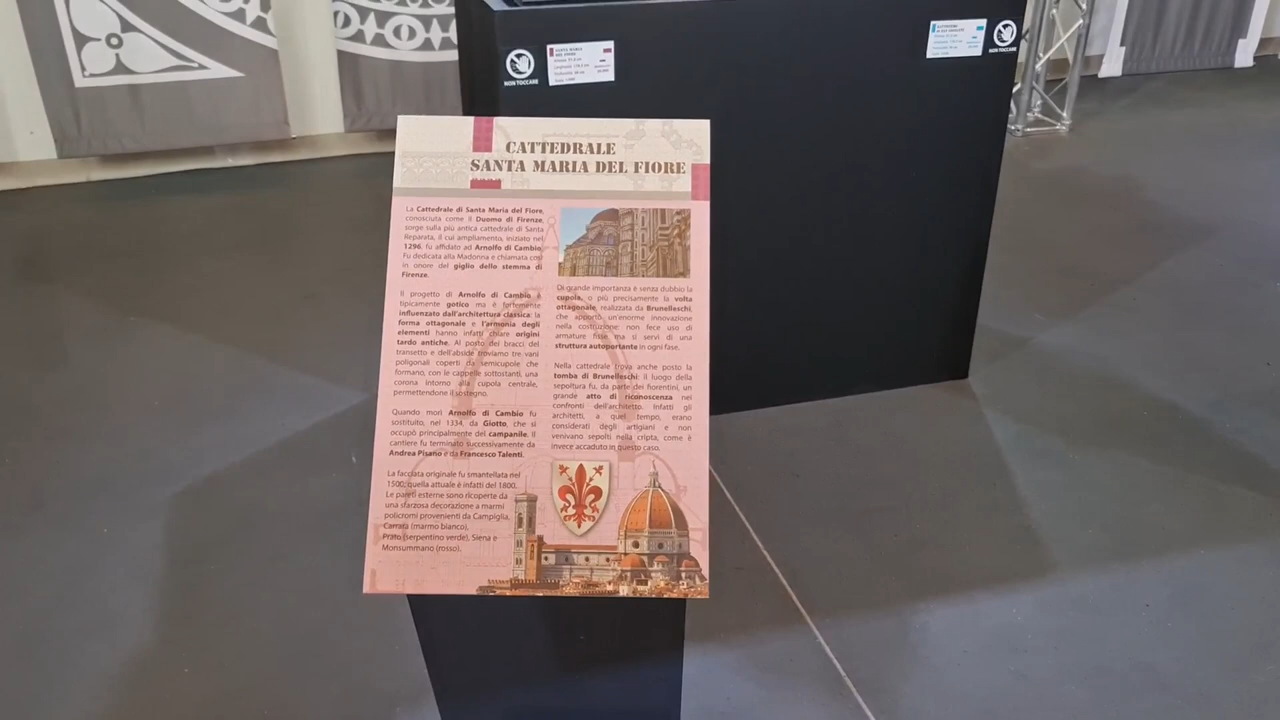 NON TOCCARE
SANTA MARIA
DEL FIORE
NON TOCCARE
CATTEDRALE
SANTA MARIA DEL FIORE
La Cattedrale di Santa Maria del Fiore,
conosciuta come il Duomo di Firenze,
sorge sulla più antica cattedrale di Santa
Reparata, il cui ampliamento, iniziato nel
1296, fu affidato ad Arnolfo di Cambio.
Fu dedicata alla Madonna e chiamata così
in onore del giglio dello stemma di
Firenze.
Il progetto di Arnolfo di Cambio è
tipicamente gotico ma è fortemente
influenzato dall'architettura classica: la
forma ottagonale e l'armonia degli
elementi hanno infatti chiare origini
tardo antiche. Al posto dei bracci del
transetto e dell'abside troviamo tre vani
poligonali coperti da semicupole che
formano, con le cappelle sottostanti, una
corona intorno alla cupola centrale,
permettendone il sostegno.
Quando morì Arnolfo di Cambio fu
sostituito, nel 1334, da Giotto, che si
occupò principalmente del campanile. Il
cantiere fu terminato successivamente da
Andrea Pisano e da Francesco Talenti.
La facciata originale fu smantellata nel
1500; quella attuale è infatti del 1800.
Le pareti esterne sono ricoperte da
una sfarzosa decorazione a marmi
policromi provenienti da Campiglia,
Carrara (marmo bianco),
Prato (serpentino verde), Siena e
Monsummano (rosso).
Di grande importanza è senza dubbio la
cupola, o più precisamente la volta
ottagonale realizzata da Brunelleschi,
che apportò un'enorme innovazione
nella costruzione: non fece uso di
armature fisse ma si servì di una
struttura autoportante in ogni fase.
Nella cattedrale trova anche posto la
tomba di Brunelleschi: il luogo della
sepoltura fu, da parte dei fiorentini, un
grande atto di riconoscenza nei
confronti dell'architetto. Infatti gli
architetti, a quel tempo, erano
considerati degli artigiani e non
venivano sepolti nella cripta, come è
invece accaduto in questo caso.